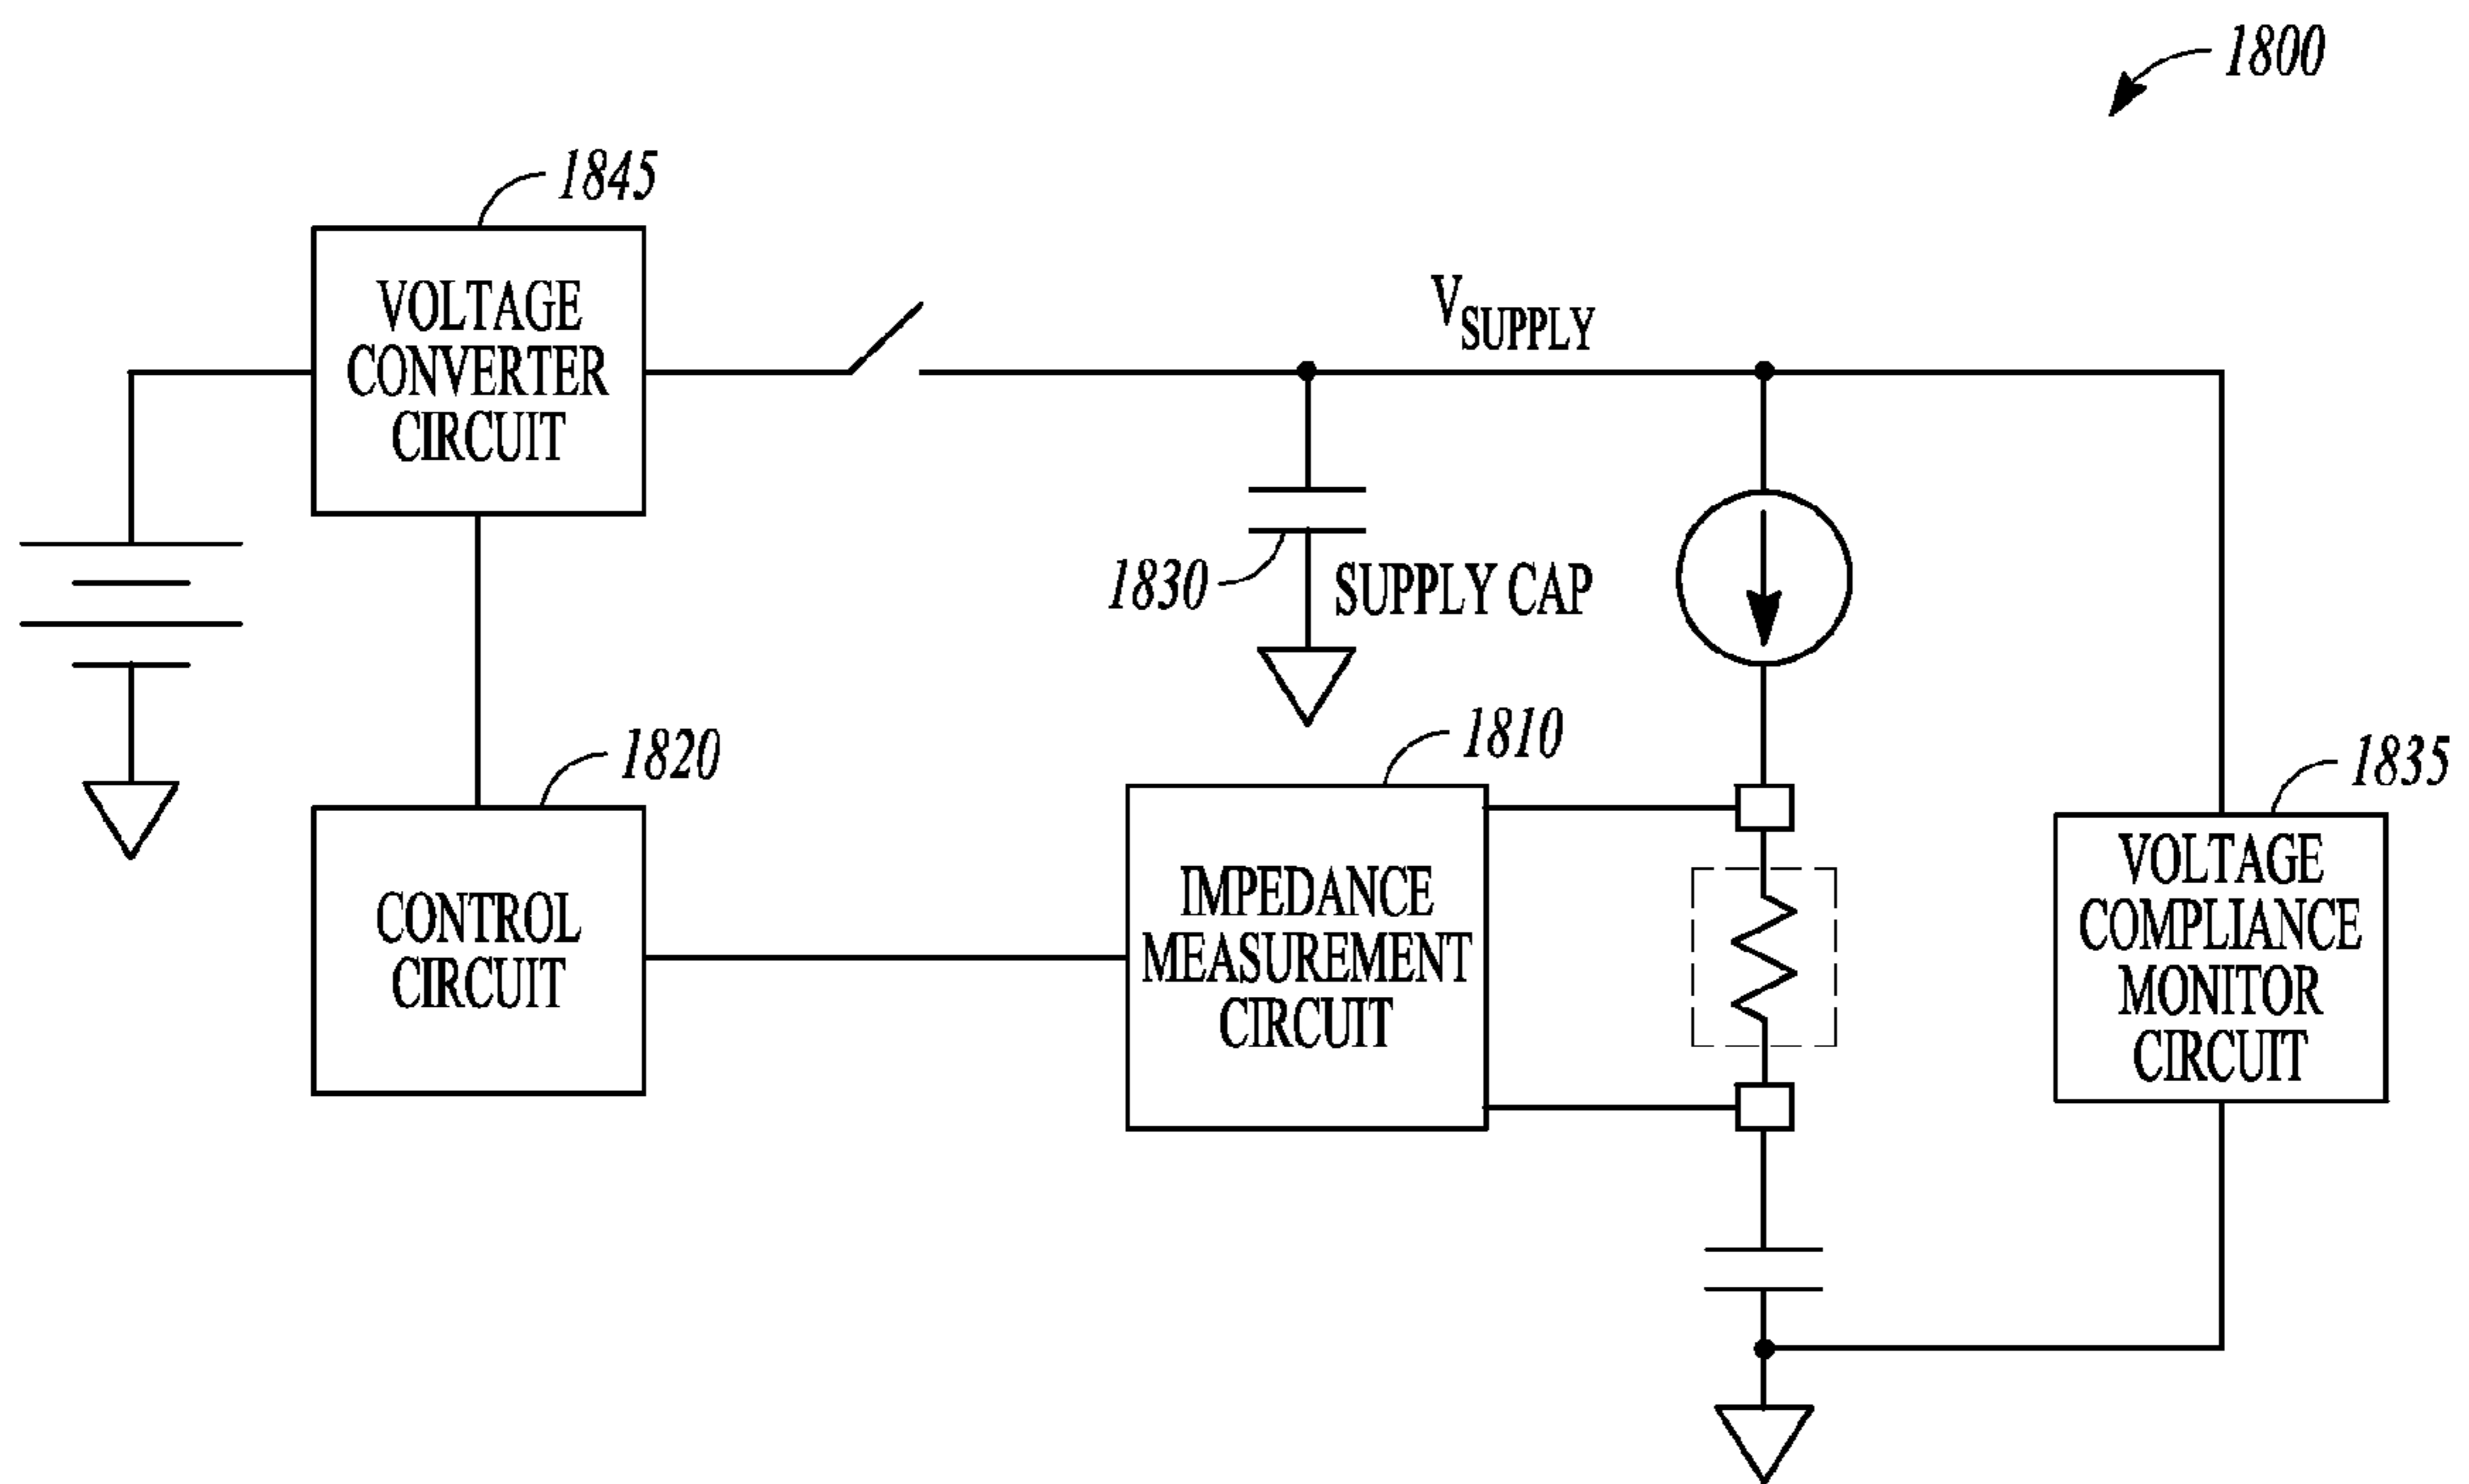 1800
1845
VOLTAGE
CONVERTER
CIRCUIT
VSUPPLY
1830
SUPPLY CAP
1820
CONTROL
CIRCUIT
1810
IMPEDANCE
MEASUREMENT
CIRCUIT
1835
VOLTAGE
COMPLIANCE
MONITOR
CIRCUIT